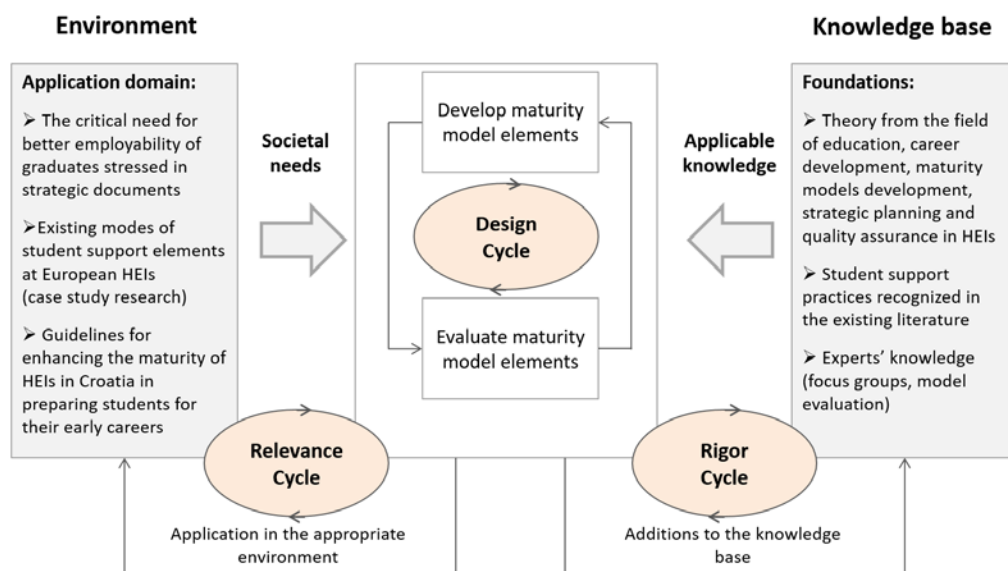 Environment
Knowledge base
Application domain:
➢ The critical need for
better employability of
graduates stressed in
strategic documents
➢Existing modes of
student support elements
at European HEIs
(case study research)
➢ Guidelines for
enhancing the maturity of
HEIs in Croatia in
preparing students for
their early careers
Societal
needs
Develop maturity
model elements
Design
Cycle
Evaluate maturity
model elements
Applicable
knowledge
Foundations:
➢ Theory from the field
of education, career
development, maturity
models development,
strategic planning and
quality assurance in HEIs
➢ Student support
practices recognized in
the existing literature
➢ Experts’ knowledge
(focus groups, model
evaluation)
Relevance
Cycle
Rigor
Cycle
Application in the appropriate
environment
Additions to the knowledge
base